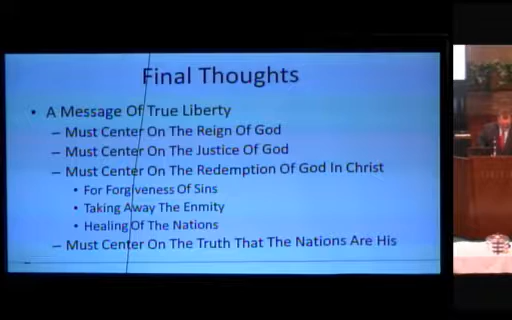 Final Thoughts
• A Message Of True Liberty
– Must Center On The Reign Of God
– Must Center On The Justice Of God
– Must Center On The Redemption Of God In Christ
• For Forgiveness Of Sins
• Taking Away The Enmity
• Healing Of The Nations
– Must Center On The Truth That The Nations Are His